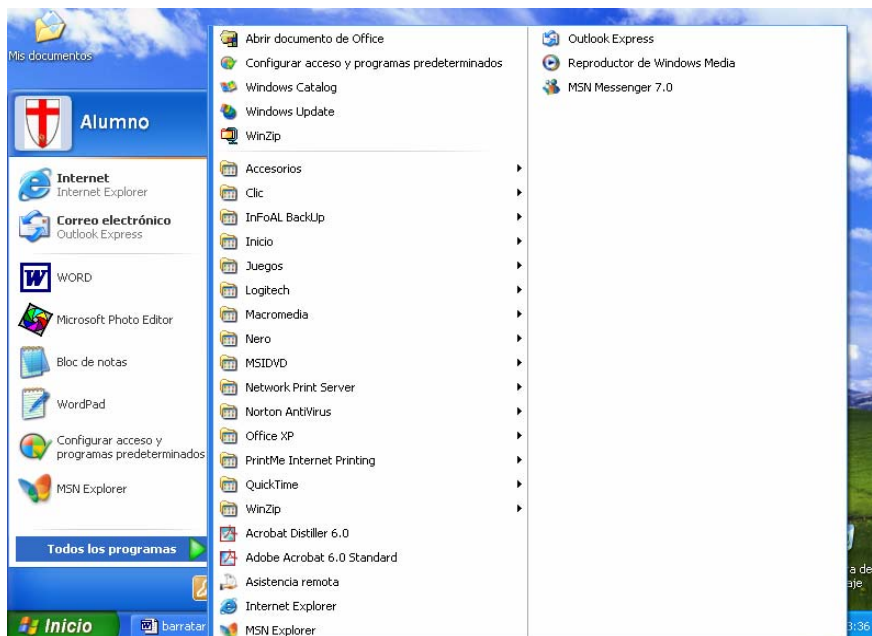 Mis documentos
Alumno
Internet
Internet Explorer
Correo electrónico
Outlook Express
WORD
Microsoft Photo Editor
Bloc de notas
WordPad
Configurar acceso y
programas predeterminados
MSN Explorer
Todos los programas
Inicio
barratar
Abrir documento de Office
Configurar acceso y programas predeterminados
Windows Catalog
Windows Update
WinZip
Accesorios
Clic
InFoAL BackUp
Inicio
Juegos
Logitech
Macromedia
Nero
MSIDVD
Network Print Server
Norton AntiVirus
Office XP
PrintMe Internet Printing
QuickTime
WinZip
Acrobat Distiller 6.0
Adobe Acrobat 6.0 Standard
Asistencia remota
Internet Explorer
MSN Explorer
Outlook Express
Reproductor de Windows Media
MSN Messenger 7.0
a de
aje
3:36